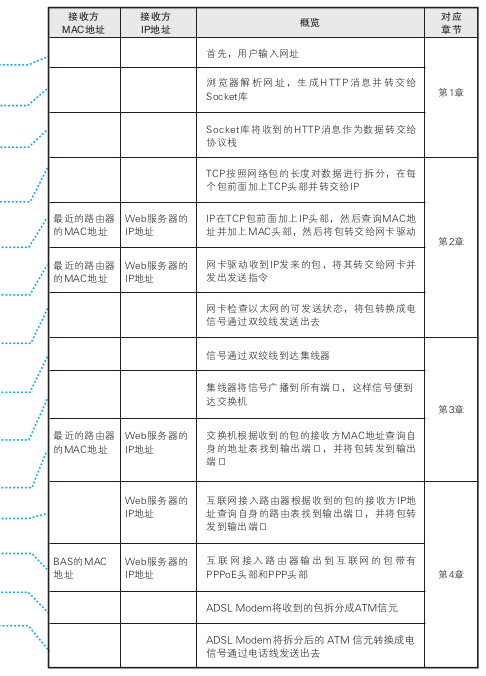 接收方
MAC地址
接收方
IP地址
概览
对应
章节
首先，用户输入网址
浏览器解析网址，生成HTTP消息并转交给
Socket库
第1章
Socket库将收到的HTTP消息作为数据转交给
协议栈
TCP按照网络包的长度对数据进行拆分，在每
个包前面加上TCP头部并转交给IP
最近的路由器
的MAC地址
Web服务器的
IP地址
IP在TCP包前面加上IP头部，然后查询MAC地
址并加上MAC头部，然后将包转交给网卡驱动
第2章
最近的路由器
的MAC地址
Web服务器的
IP地址
网卡驱动收到IP发来的包，将其转交给网卡并
发出发送指令
网卡检查以太网的可发送状态，将包转换成电
信号通过双绞线发送出去
信号通过双绞线到达集线器
集线器将信号广播到所有端口，这样信号便到
达交换机
第3章
最近的路由器
的MAC地址
Web服务器的
IP地址
交换机根据收到的包的接收方MAC地址查询自
身的地址表找到输出端口，并将包转发到输出
端口
Web服务器的
IP地址
互联网接入路由器根据收到的包的接收方IP地
址查询自身的路由表找到输出端口，并将包转
发到输出端口
BAS的MAC
地址
Web服务器的
IP地址
互联网接入路由器输出到互联网的包带有
PPPoE头部和PPP头部
第4章
ADSL Modem将收到的包拆分成ATM信元
ADSL Modem将拆分后的 ATM 信元转换成电
信号通过电话线发送出去